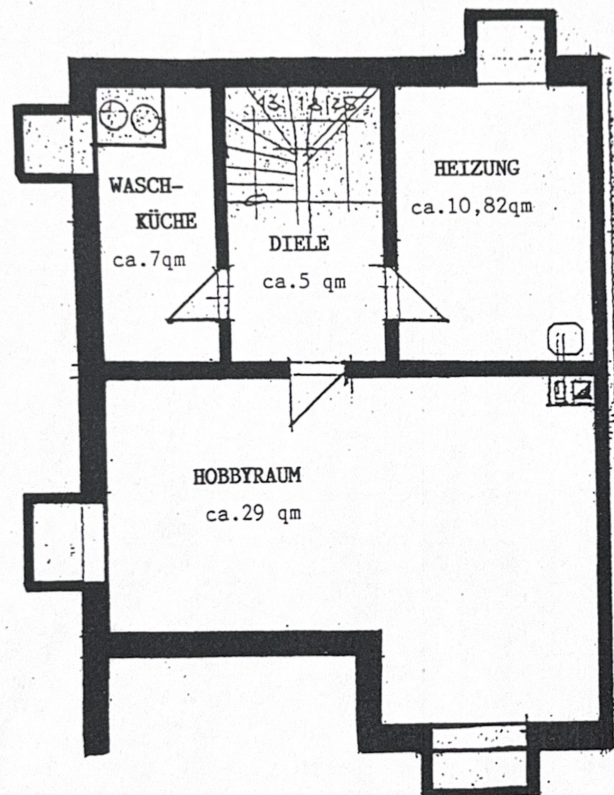 WASCH-
KÜCHE
ca.7qm
DIELE
ca.5 qm
HEIZUNG
ca.10,82qm
HOBBYRAUM
ca.29 qm